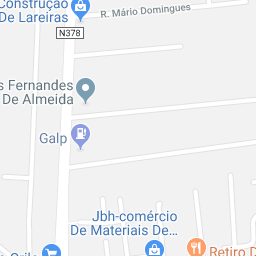 Construção
De Lareiras
R. Mário Domingues
N378
s Fernandes
De Almeida
Galp
Jbh-comércio
De Materiais De...
Retiro D